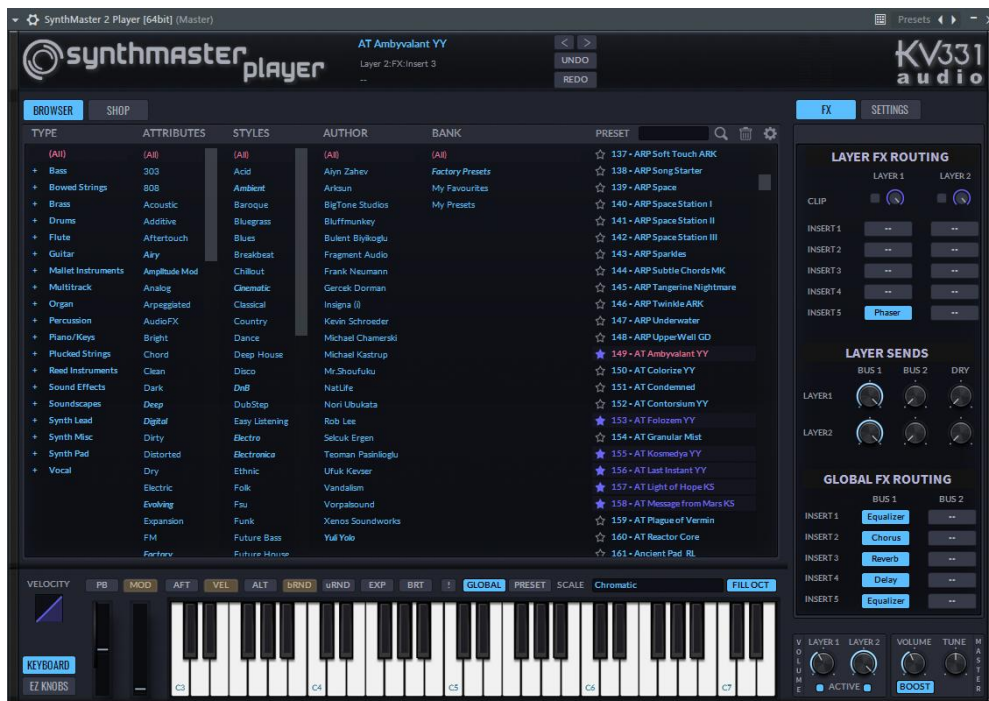 SynthMaster 2 Player [64bit] (Master)
Presets
synthmaster player
AT Ambyvalant YY
Layer 2:FX:Insert 3
--
< >
UNDO
REDO
KV331 audio
BROWSER SHOP
FX SETTINGS
TYPE ATTRIBUTES STYLES AUTHOR BANK PRESET
(All) (All) (All) (All) (All) 137 - ARP Soft Touch ARK
+ Bass 303 Acid Aiyn Zahev Factory Presets 138 - ARP Song Starter
+ Bowed Strings 808 Ambient Arksun My Favourites 139 - ARP Space
+ Brass Acoustic Baroque BigTone Studios My Presets 140 - ARP Space Station I
+ Drums Additive Bluegrass Bluffmunkey 141 - ARP Space Station II
+ Flute Aftertouch Blues Bulent Biyikoglu 142 - ARP Space Station III
+ Guitar Airy Breakbeat Fragment Audio 143 - ARP Sparkles
+ Mallet Instruments Amplitude Mod Chillout Frank Neumann 144 - ARP Subtle Chords MK
+ Multitrack Analog Cinematic Gercek Dorman 145 - ARP Tangerine Nightmare
+ Organ Arpeggiated Classical Insigna (i) 146 - ARP Twinkle ARK
+ Percussion AudioFX Country Kevin Schroeder 147 - ARP Underwater
+ Piano/Keys Bright Dance Michael Chamerski 148 - ARP UpperWell GD
+ Plucked Strings Chord Deep House Michael Kastrup 149 - AT Ambyvalant YY
+ Reed Instruments Clean Disco Mr.Shoufuku 150 - AT Colorize YY
+ Sound Effects Dark DnB NatLife 151 - AT Condemned
+ Soundscapes Deep DubStep Nori Ubukata 152 - AT Contorsium YY
+ Synth Lead Digital Easy Listening Rob Lee 153 - AT Folozem YY
+ Synth Misc Dirty Electro Selcuk Ergen 154 - AT Granular Mist
+ Synth Pad Distorted Electronica Teoman Pasinlioglu 155 - AT Kosmedya YY
+ Vocal Dry Ethnic Ufuk Kevser 156 - AT Last Instant YY
Electric Folk Vandalism 157 - AT Light of Hope KS
Evolving Fsu Vorpalsound 158 - AT Message from Mars KS
Expansion Funk Xenos Soundworks 159 - AT Plague of Vermin
FM Future Bass Yuli Yolo 160 - AT Reactor Core
Factory Future House 161 - Ancient Pad RL
LAYER FX ROUTING
LAYER 1 LAYER 2
CLIP
INSERT 1 -- --
INSERT 2 -- --
INSERT 3 -- --
INSERT 4 -- --
INSERT 5 Phaser --
LAYER SENDS
BUS 1 BUS 2 DRY
LAYER1
LAYER2
GLOBAL FX ROUTING
BUS 1 BUS 2
INSERT 1 Equalizer --
INSERT 2 Chorus --
INSERT 3 Reverb --
INSERT 4 Delay --
INSERT 5 Equalizer --
VELOCITY PB MOD AFT VEL ALT bRND uRND EXP BRT ! GLOBAL PRESET SCALE Chromatic FILL OCT
KEYBOARD
EZ KNOBS
C3 C4 C5 C6 C7
VOLUME LAYER 1 LAYER 2
ACTIVE
VOLUME TUNE MASTER
BOOST